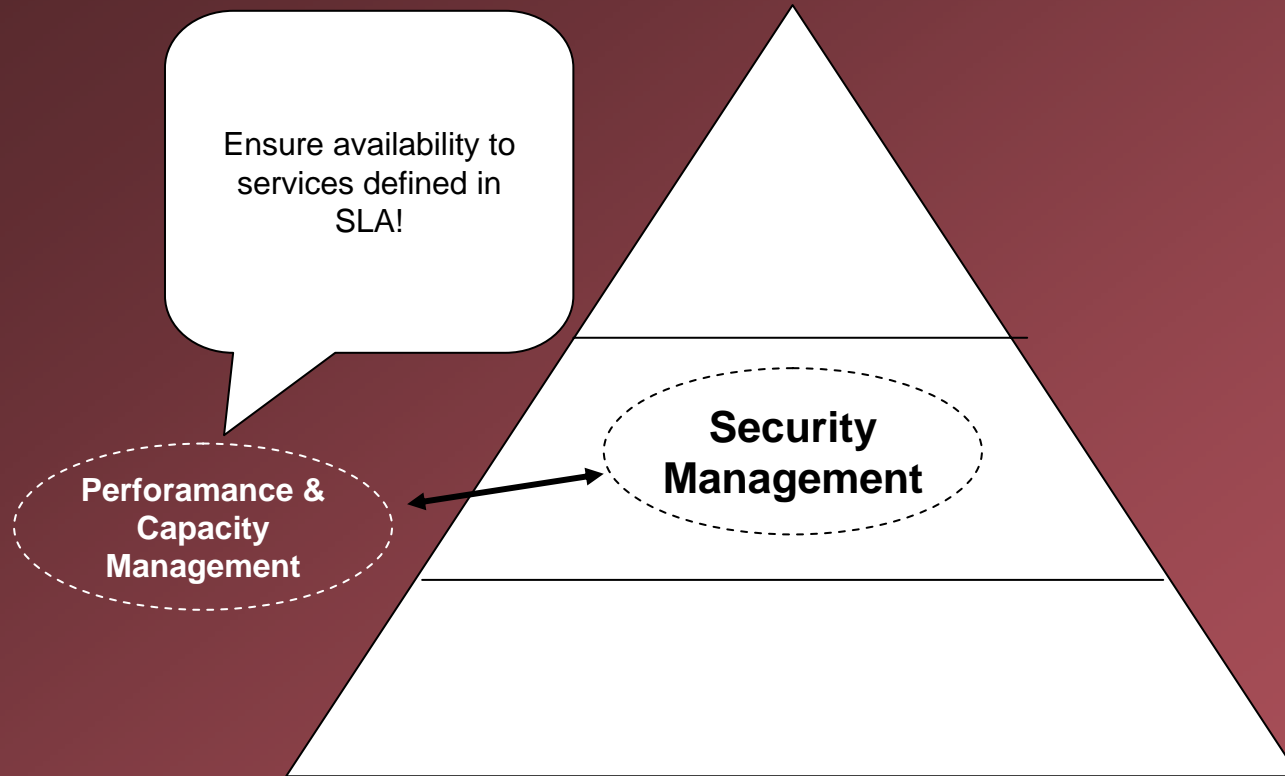 Ensure availability to
services defined in
SLA!
Security
Management
Perforamance &
Capacity
Management